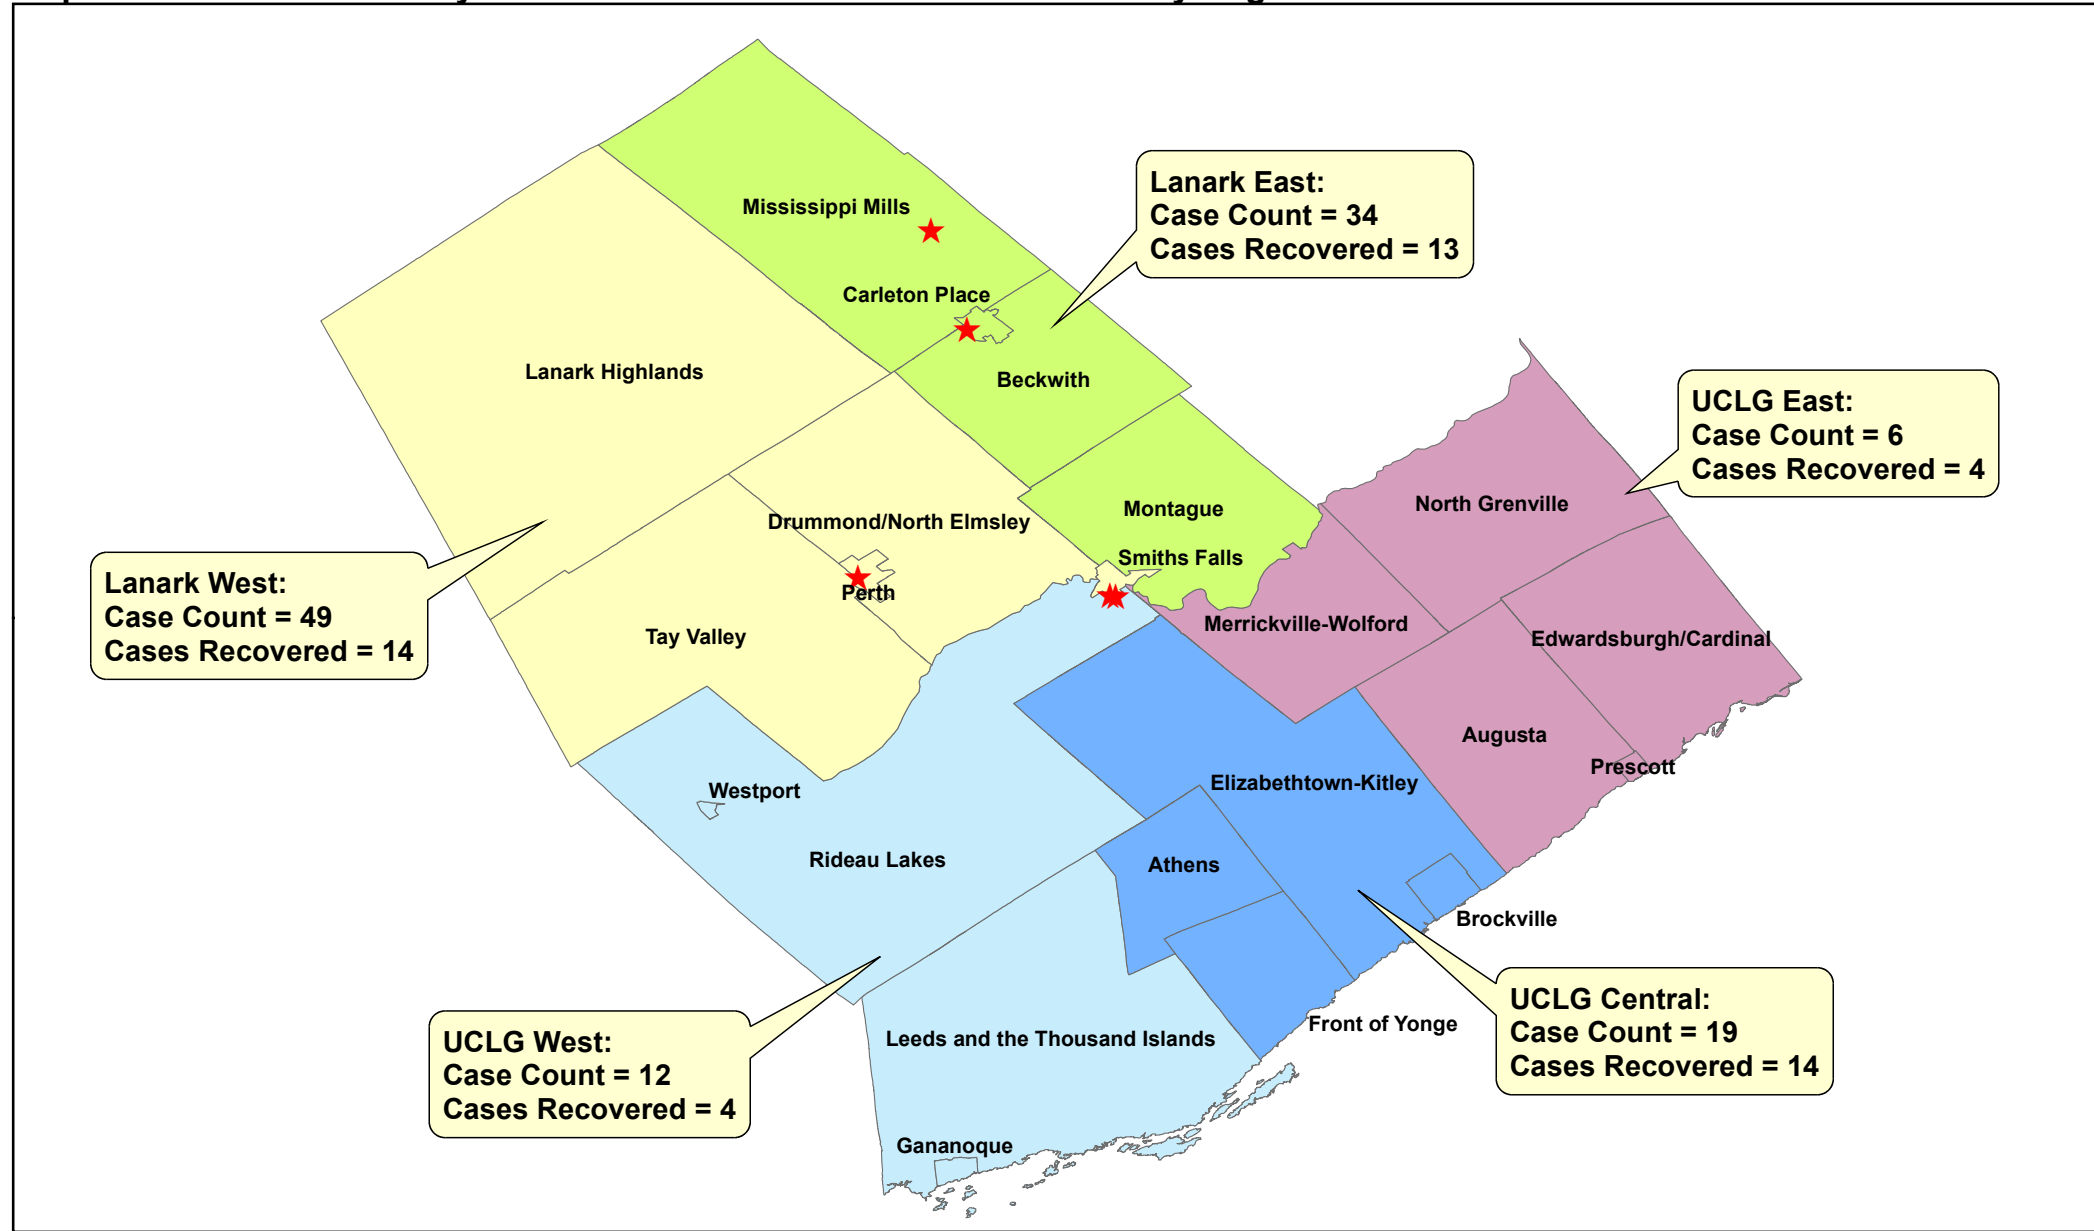 Mississippi Mills
Lanark East:
Case Count = 34
Cases Recovered = 13
Carleton Place
Lanark Highlands
Beckwith
UCLG East:
Case Count = 6
Cases Recovered = 4
North Grenville
Montague
Drummond/North Elmsley
Smiths Falls
Lanark West:
Case Count = 49
Cases Recovered = 14
Perth
Tay Valley
Merrickville-Wolford
Edwardsburgh/Cardinal
Augusta
Prescott
Westport
Elizabethtown-Kitley
Rideau Lakes
Athens
Brockville
UCLG Central:
Case Count = 19
Cases Recovered = 14
Front of Yonge
Leeds and the Thousand Islands
UCLG West:
Case Count = 12
Cases Recovered = 4
Gananoque